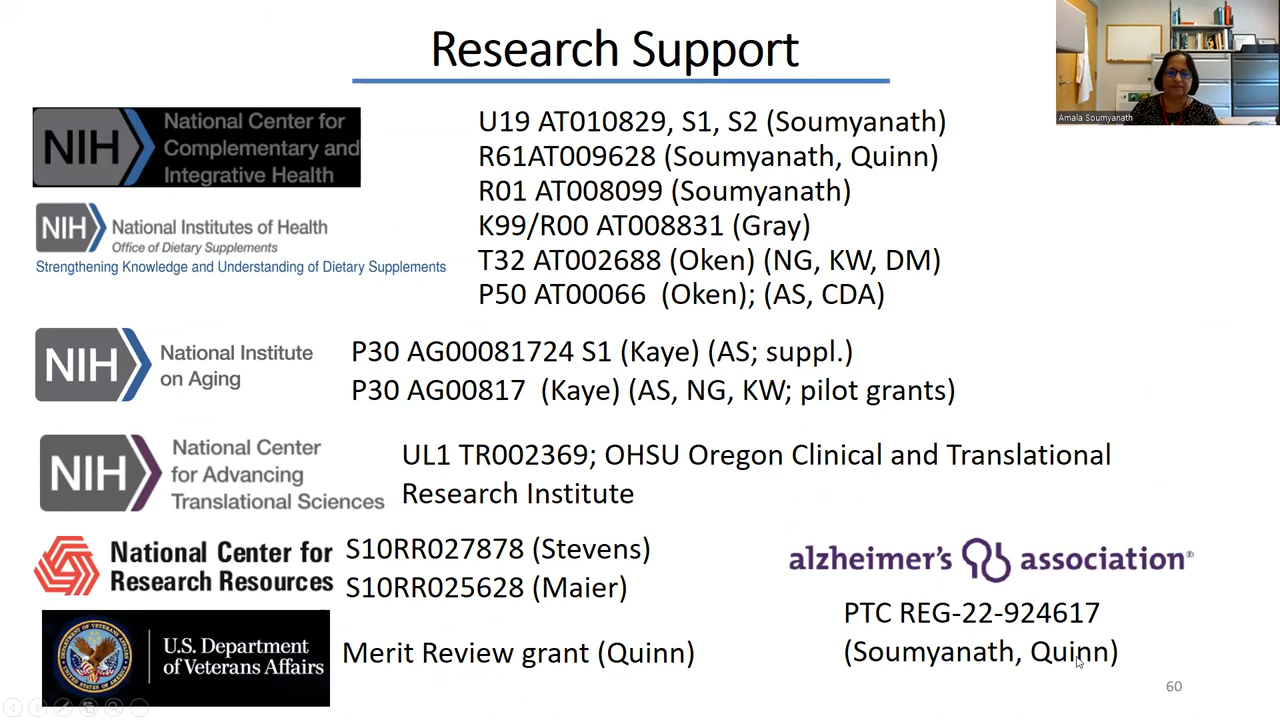 Research Support
Amala Soumyanath
NIH
National Center for
Complementary and
Integrative Health
U19 AT010829, S1, S2 (Soumyanath)
R61AT009628 (Soumyanath, Quinn)
R01 AT008099 (Soumyanath)
K99/R00 AT008831 (Gray)
T32 AT002688 (Oken) (NG, KW, DM)
P50 AT00066 (Oken); (AS, CDA)
NIH
National Institutes of Health
Office of Dietary Supplements
Strengthening Knowledge and Understanding of Dietary Supplements
NIH
National Institute
on Aging
P30 AG00081724 S1 (Kaye) (AS; suppl.)
P30 AG00817 (Kaye) (AS, NG, KW; pilot grants)
NIH
National Center
for Advancing
Translational Sciences
UL1 TR002369; OHSU Oregon Clinical and Translational
Research Institute
National Center for
Research Resources
S10RR027878 (Stevens)
S10RR025628 (Maier)
alzheimer's association®
PTC REG-22-924617
(Soumyanath, Quinn)
U.S. Department
of Veterans Affairs
Merit Review grant (Quinn)
60